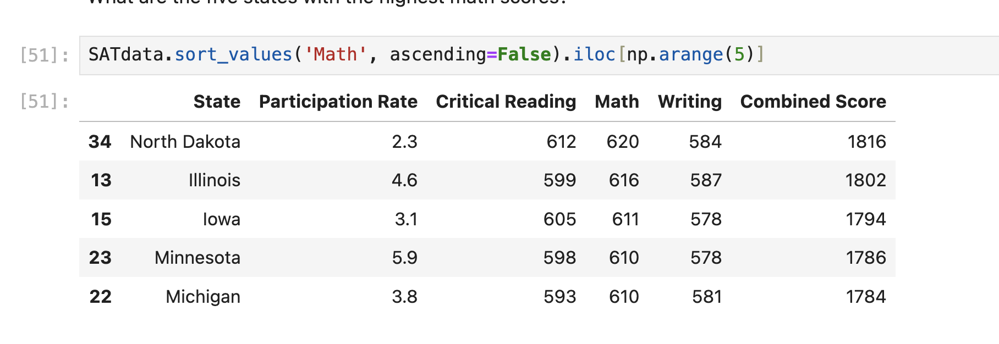 What are the five states with the highest math scores?
[51]: SATdata.sort_values('Math', ascending=False).iloc[np.arange(5)]
[51]: State Participation Rate Critical Reading Math Writing Combined Score
34 North Dakota 2.3 612 620 584 1816
13 Illinois 4.6 599 616 587 1802
15 Iowa 3.1 605 611 578 1794
23 Minnesota 5.9 598 610 578 1786
22 Michigan 3.8 593 610 581 1784